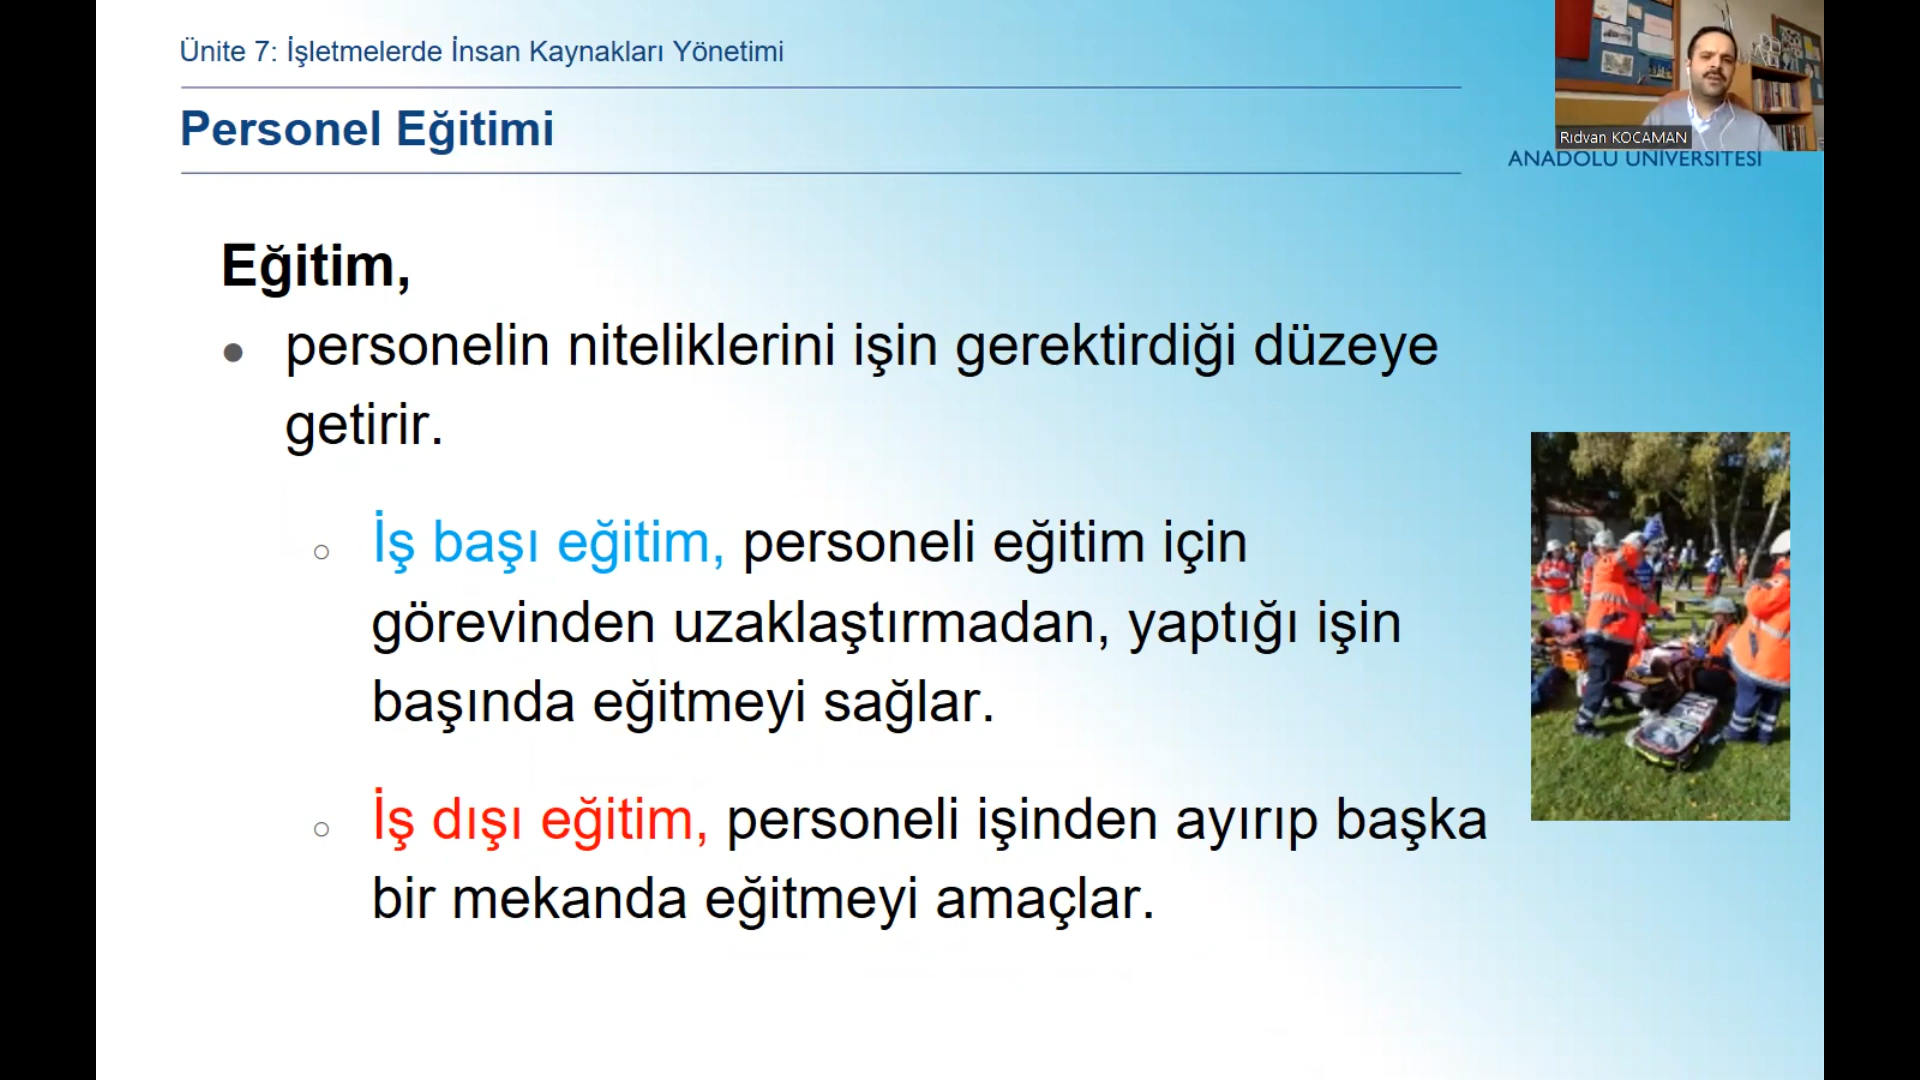 Ünite 7: İşletmelerde İnsan Kaynakları Yönetimi
Personel Eğitimi
Rıdvan KOCAMAN
ANADOLU ÜNİVERSİTESİ
Eğitim,
● personelin niteliklerini işin gerektirdiği düzeye
getirir.
○ İş başı eğitim, personeli eğitim için
görevinden uzaklaştırmadan, yaptığı işin
başında eğitmeyi sağlar.
○ İş dışı eğitim, personeli işinden ayırıp başka
bir mekanda eğitmeyi amaçlar.